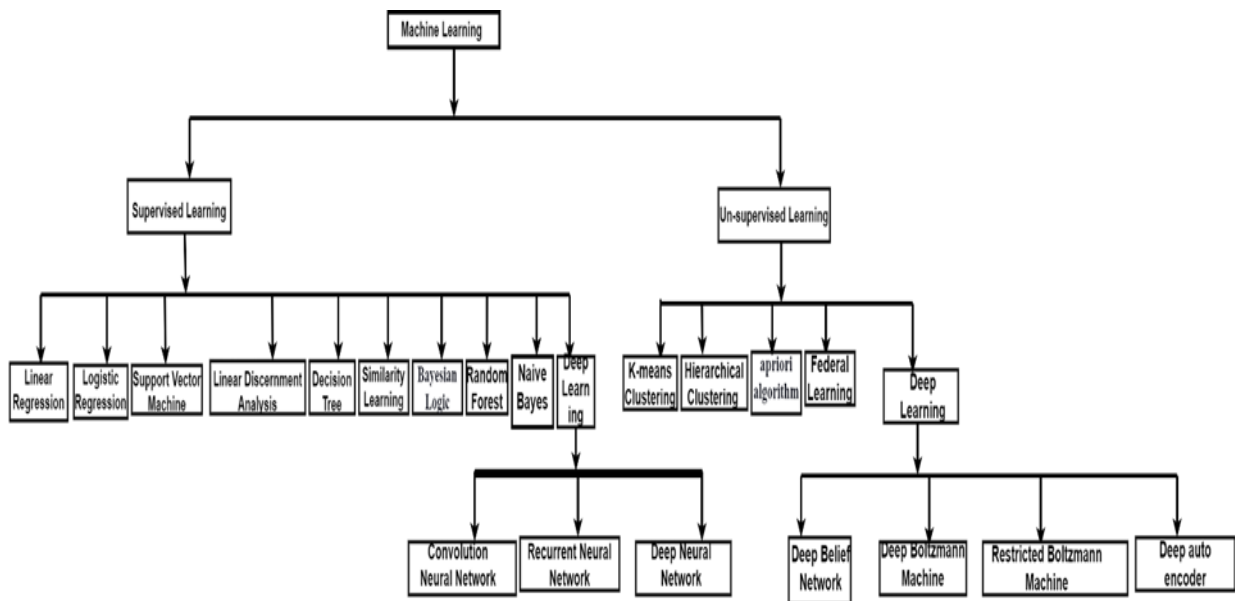 Machine Learning
Supervised Learning
Un-supervised Learning
Linear
Regression
Logistic
Regression
Support Vector
Machine
Linear Discernment
Analysis
Decision
Tree
Similarity
Learning
Bayesian
Logic
Random
Forest
Naive
Bayes
Deep
Learn
ing
K-means
Clustering
Hierarchical
Clustering
apriori
algorithm
Federal
Learning
Deep
Learning
Convolution
Neural Network
Recurrent Neural
Network
Deep Neural
Network
Deep Belief
Network
Deep Boltzmann
Machine
Restricted Boltzmann
Machine
Deep auto
encoder